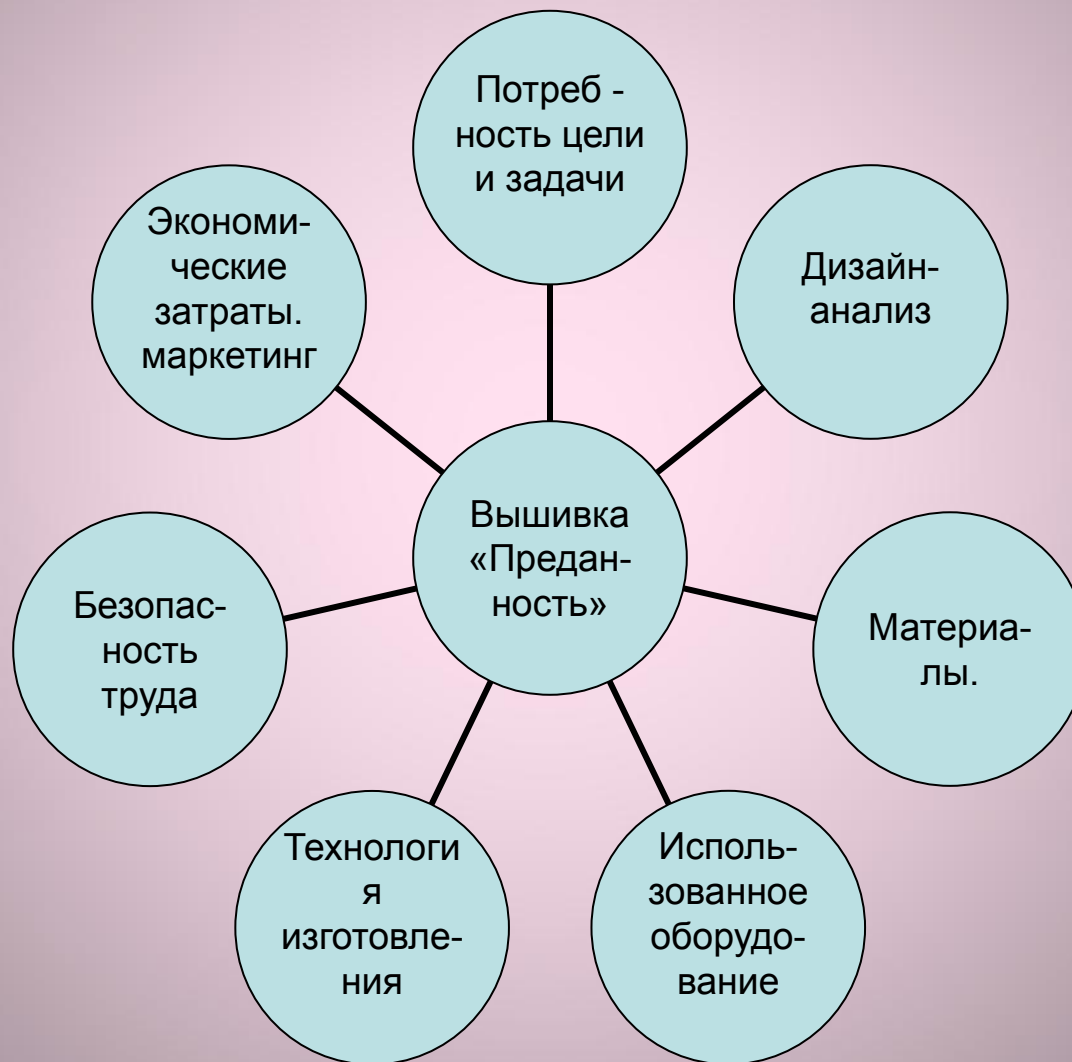 Потреб -
ность цели
и задачи
Экономи-
ческие
затраты.
маркетинг
Дизайн-
анализ
Вышивка
«Предан-
ность»
Безопас-
ность
труда
Материа-
лы.
Технологи
я
изготовле-
ния
Исполь-
зованное
оборудо-
вание